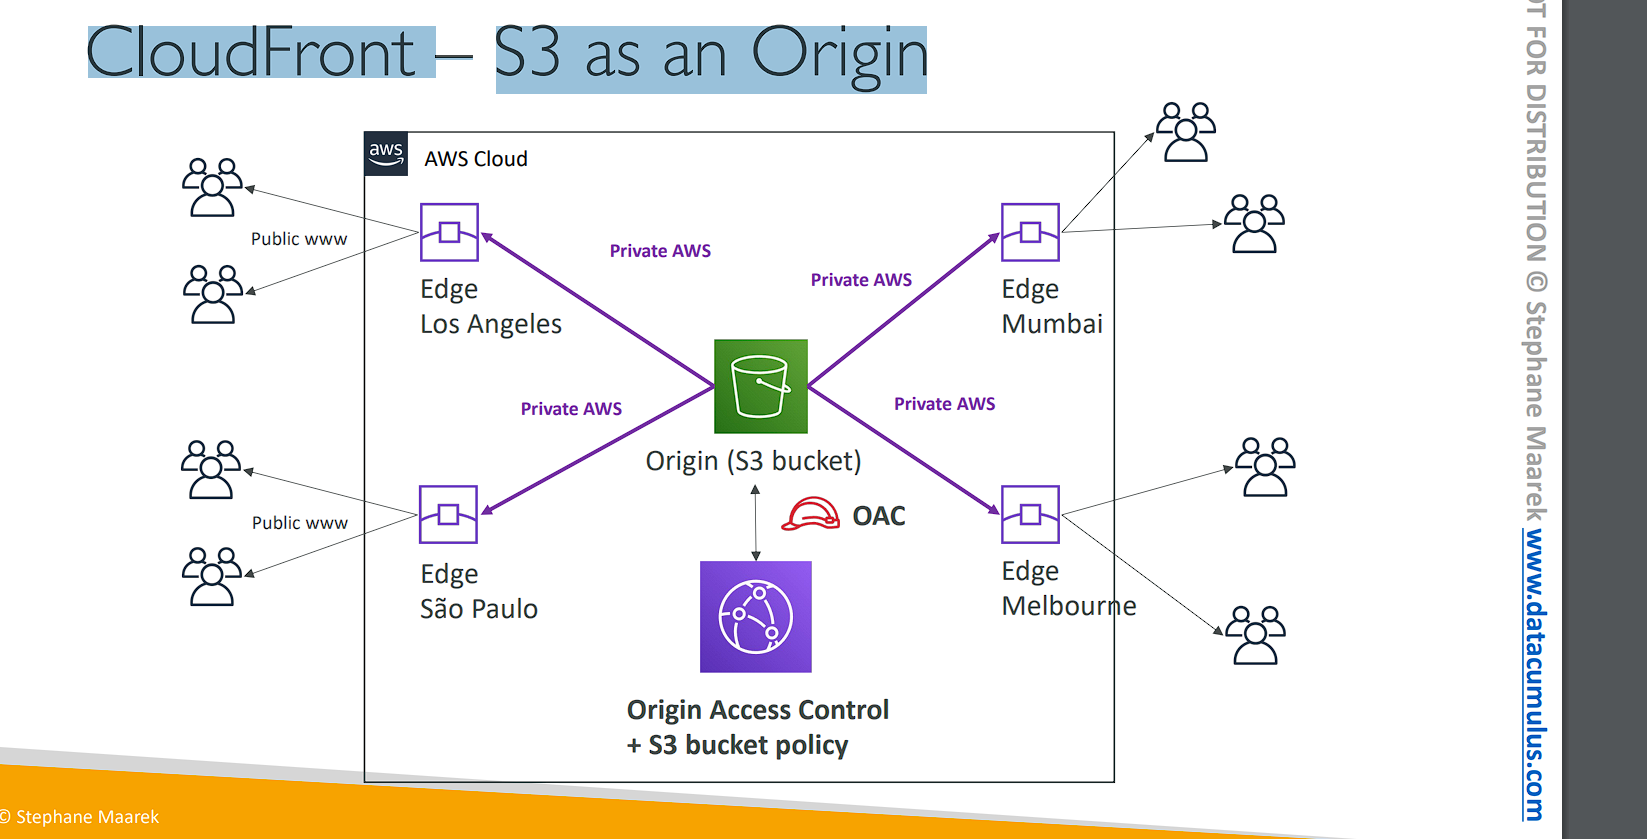 CloudFront – S3 as an Origin
aws
AWS Cloud
Public www
Edge
Los Angeles
Private AWS
Private AWS
Edge
Mumbai
Private AWS
Private AWS
Origin (S3 bucket)
OAC
Public www
Edge
São Paulo
Edge
Melbourne
Origin Access Control
+ S3 bucket policy
© Stephane Maarek
OT FOR DISTRIBUTION © Stephane Maarek www.datacumulus.com